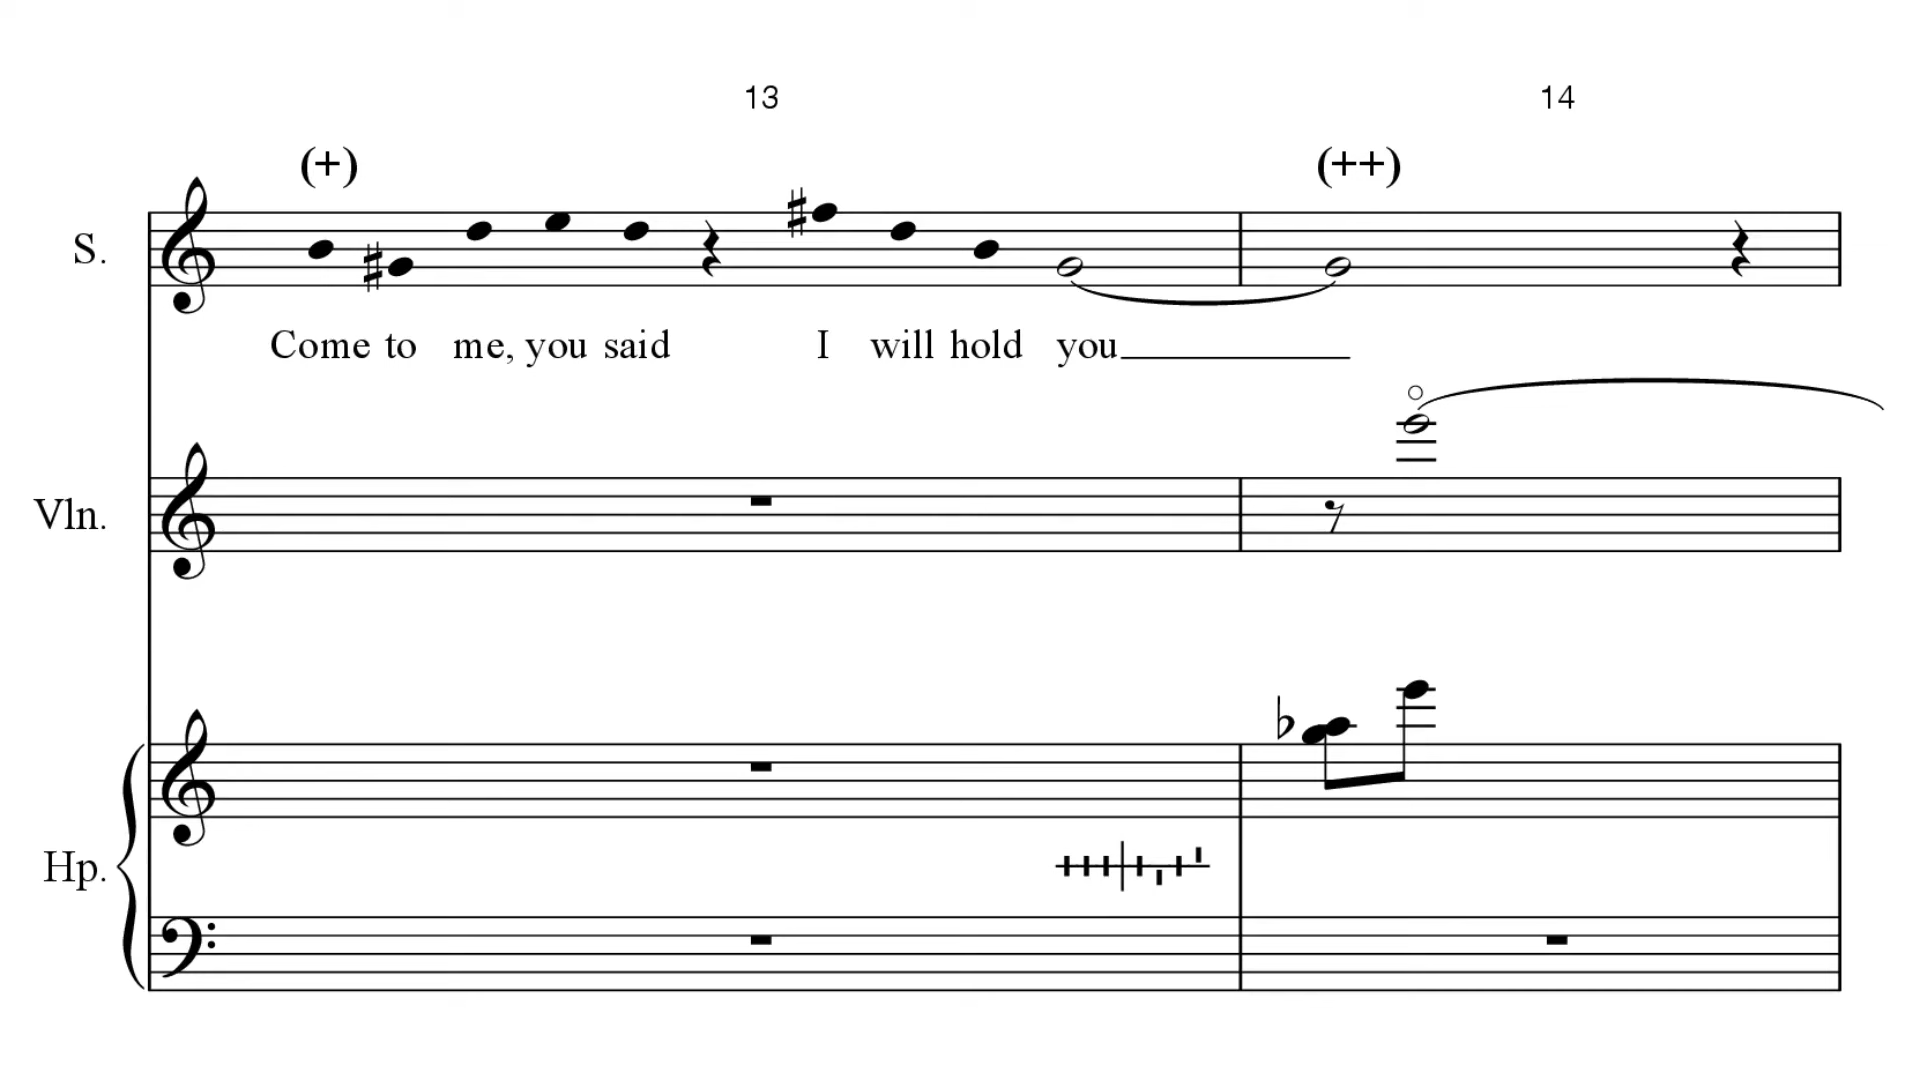 13 14
(+) (++)
S.
Come to me, you said I will hold you
Vln.
Hp.